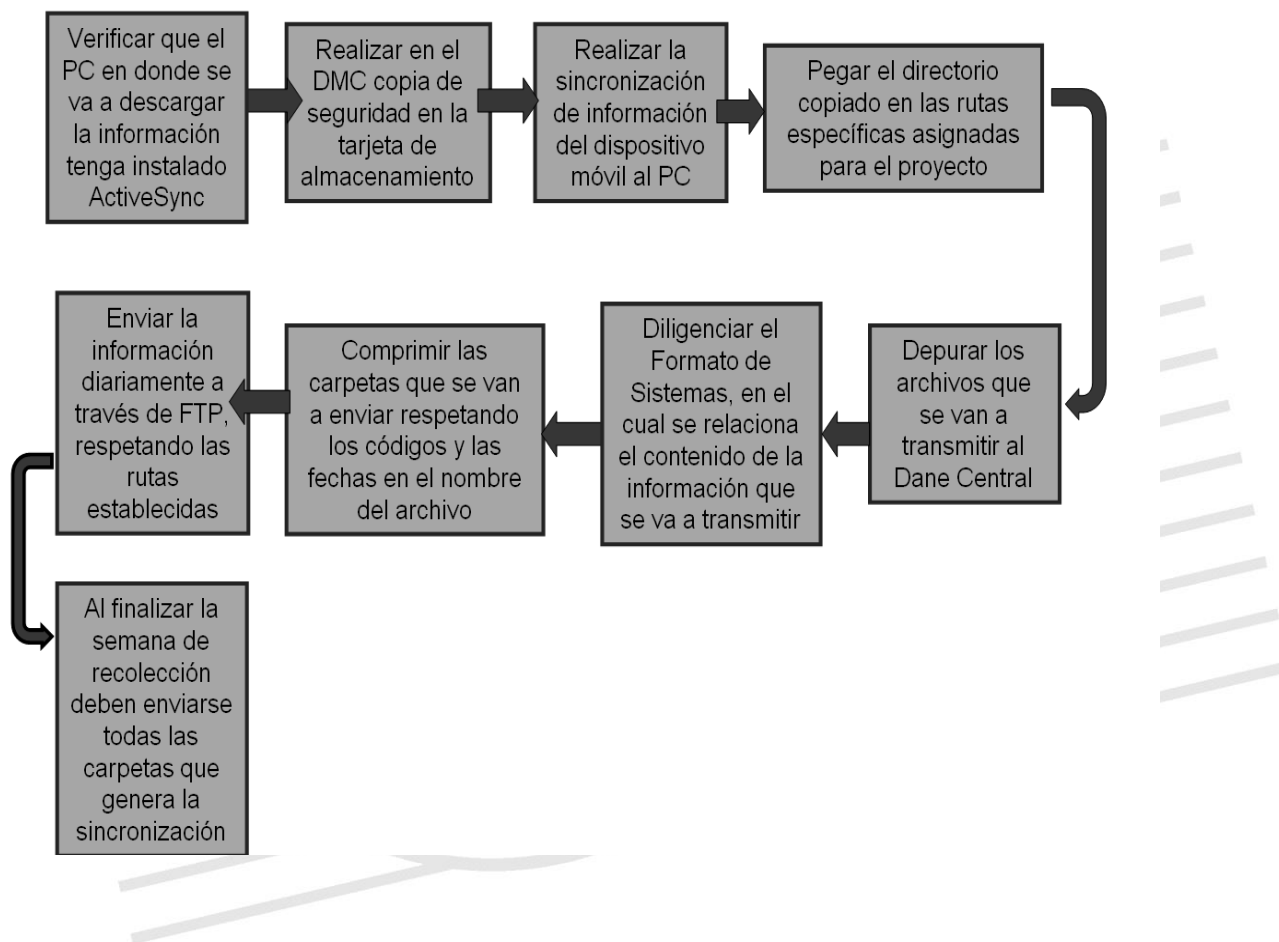 Verificar que el
PC en donde se
va a descargar
la información
tenga instalado
ActiveSync
Realizar en el
DMC copia de
seguridad en la
tarjeta de
almacenamiento
Realizar la
sincronización
de información
del dispositivo
móvil al PC
Pegar el directorio
copiado en las rutas
específicas asignadas
para el proyecto
Depurar los
archivos que
se van a
transmitir al
Dane Central
Diligenciar el
Formato de
Sistemas, en el
cual se relaciona
el contenido de la
información que
se va a transmitir
Comprimir las
carpetas que se van
a enviar respetando
los códigos y las
fechas en el nombre
del archivo
Enviar la
información
diariamente a
través de FTP,
respetando las
rutas
establecidas
Al finalizar la
semana de
recolección
deben enviarse
todas las
carpetas que
genera la
sincronización